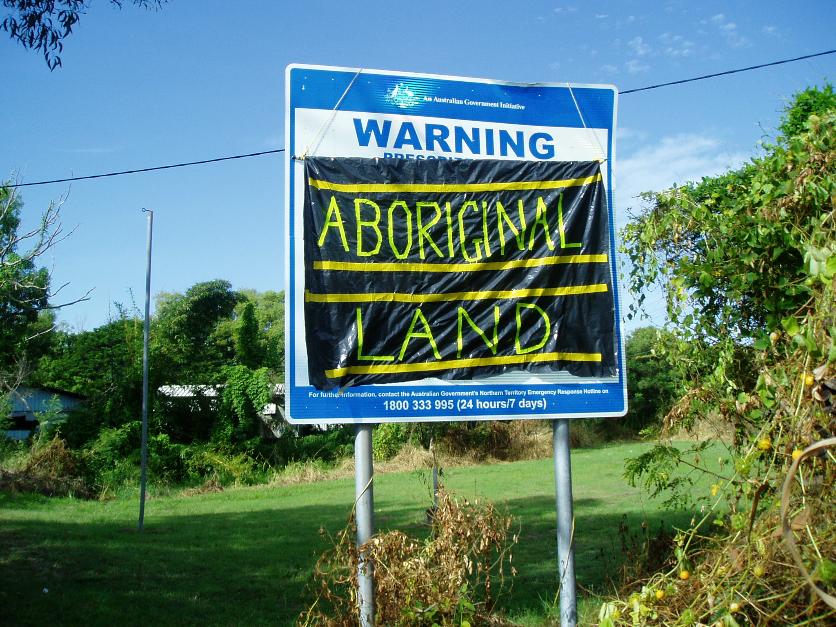 An Australian Government Initiative
WARNING
ABORIGINAL
LAND
For further information, contact the Australian Government's Northern Territory Emergency Response Hotline on
1800 333 995 (24 hours/7 days)